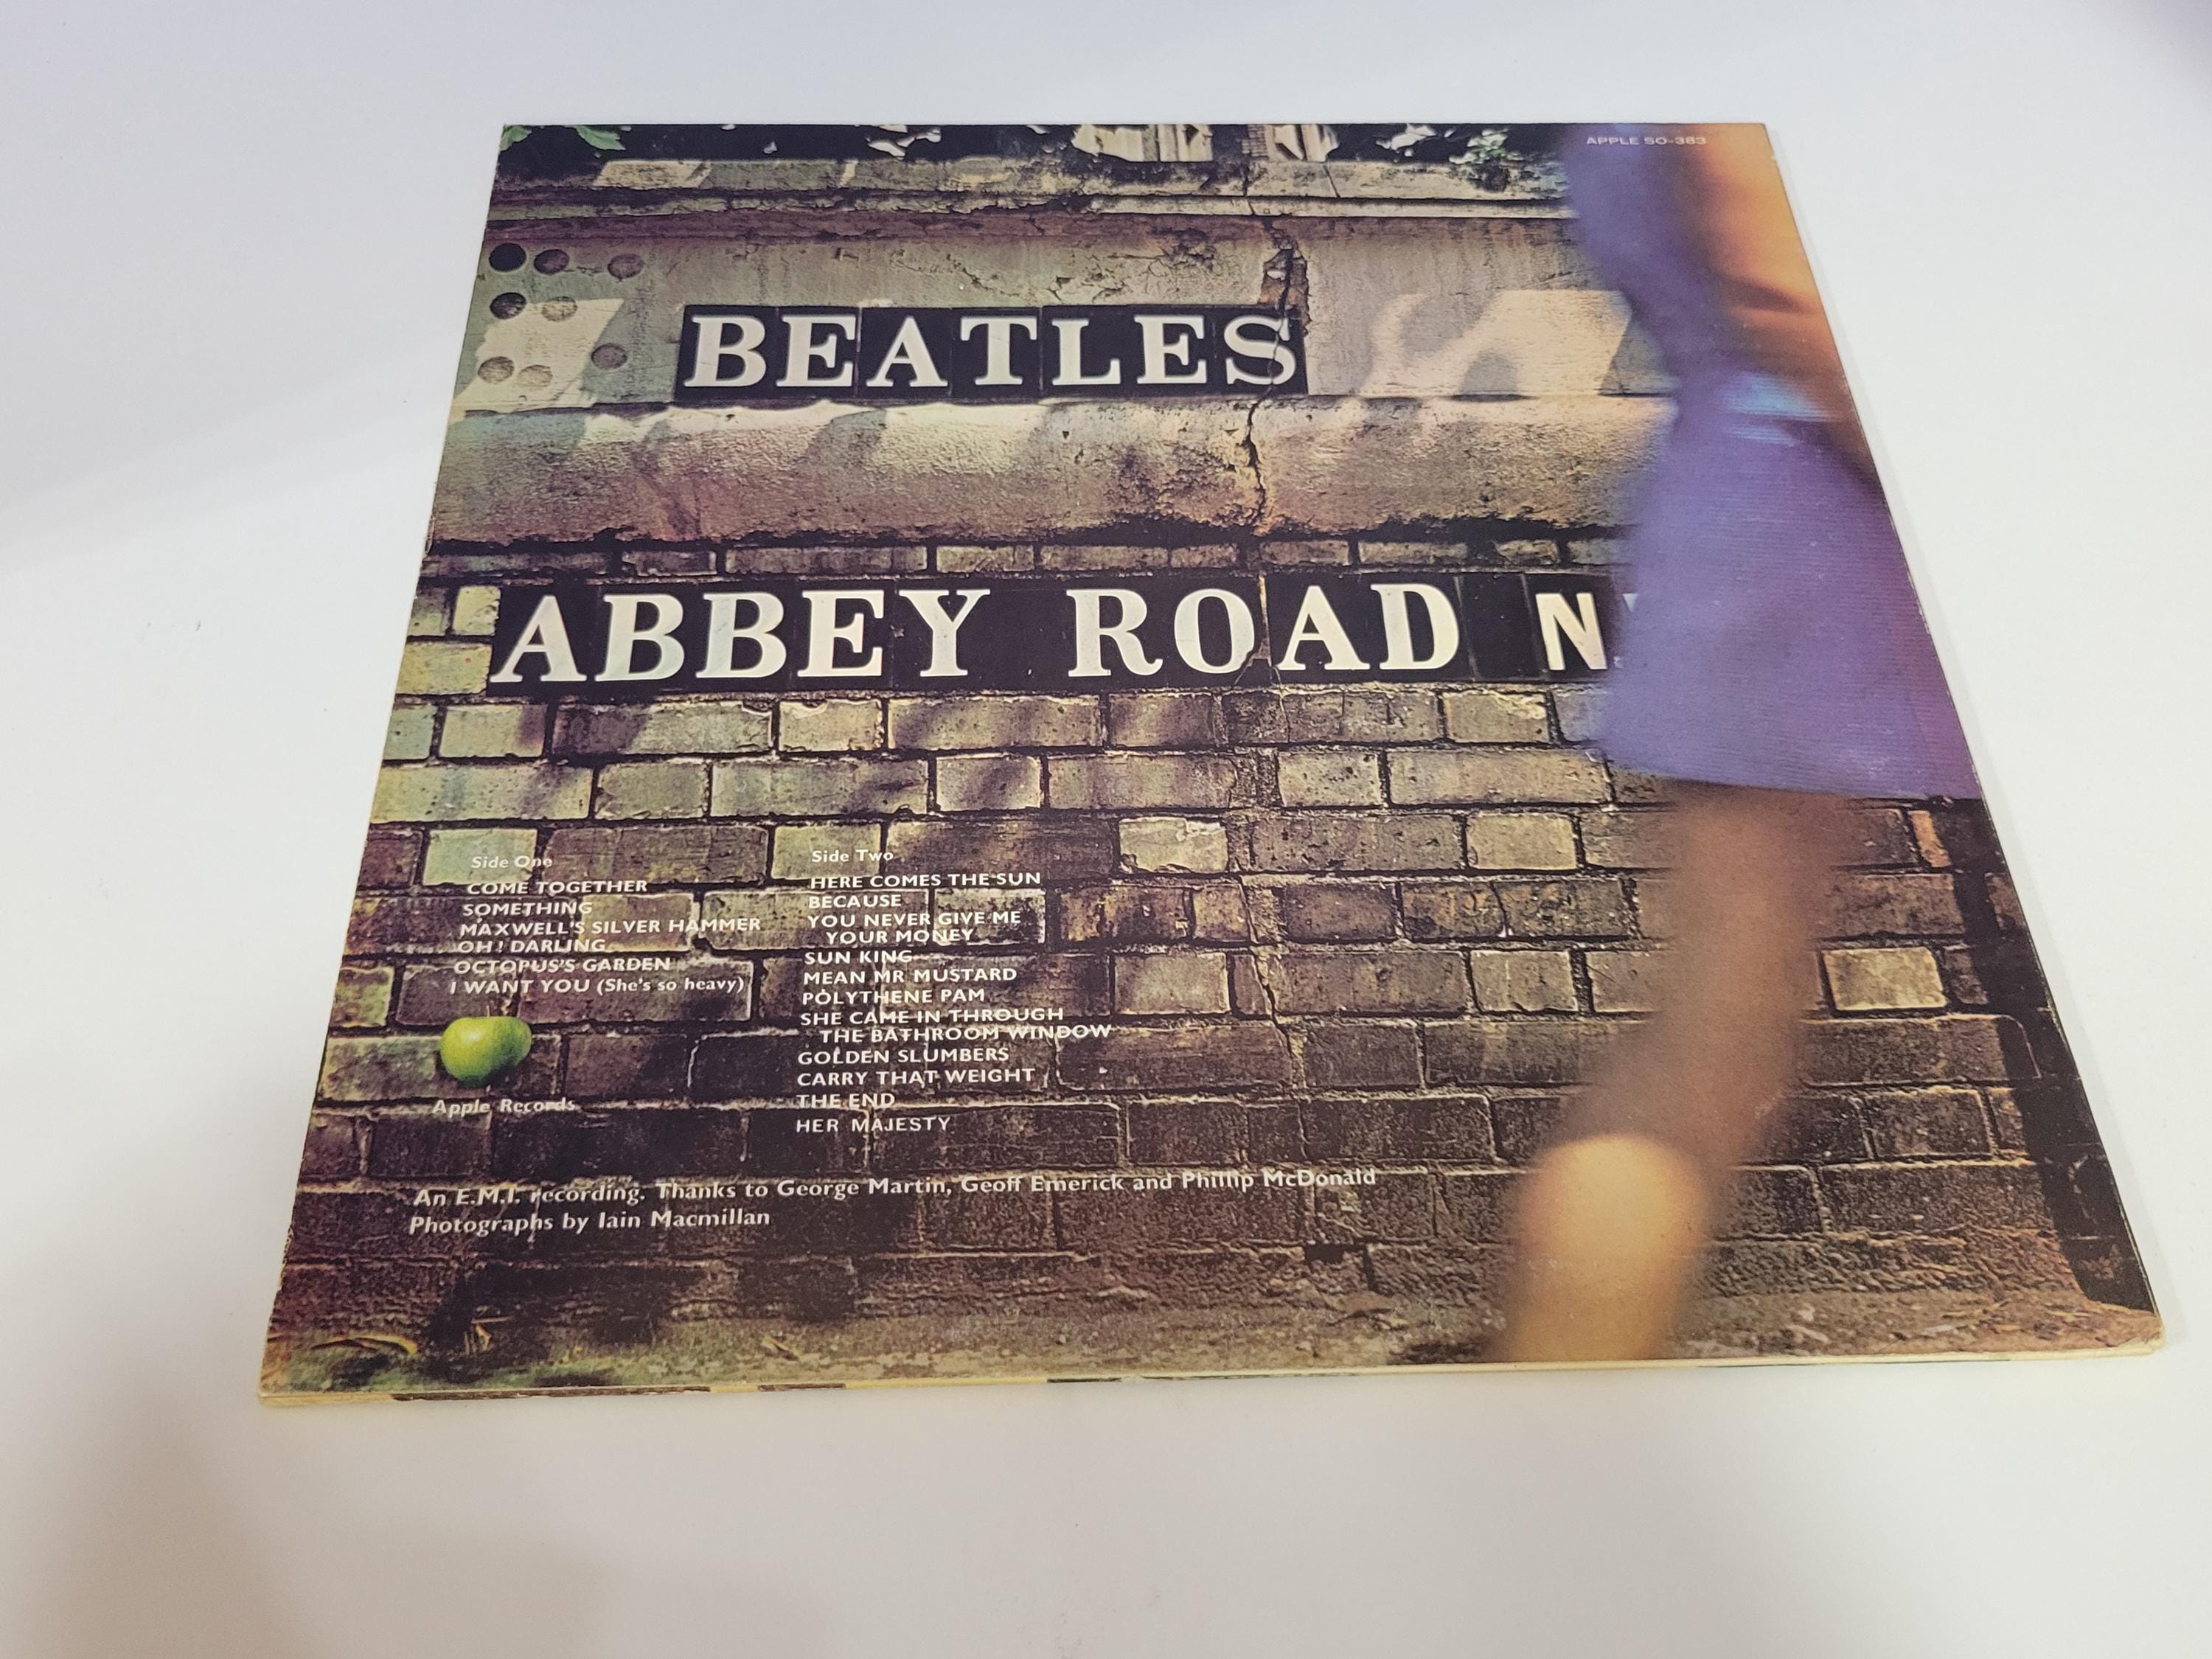 APPLE SO-383
BEATLES
ABBEY ROAD N
Side One
COME TOGETHER
SOMETHING
MAXWELL'S SILVER HAMMER
OH! DARLING
OCTOPUS'S GARDEN
I WANT YOU (She's so heavy)
Apple Records
Side Two
HERE COMES THE SUN
BECAUSE
YOU NEVER GIVE ME
YOUR MONEY
SUN KING
MEAN MR MUSTARD
POLYTHENE PAM
SHE CAME IN THROUGH
THE BATHROOM WINDOW
GOLDEN SLUMBERS
CARRY THAT WEIGHT
THE END
HER MAJESTY
An E.M.I. recording. Thanks to George Martin, Geoff Emerick and Phillip McDonald
Photographs by Iain Macmillan